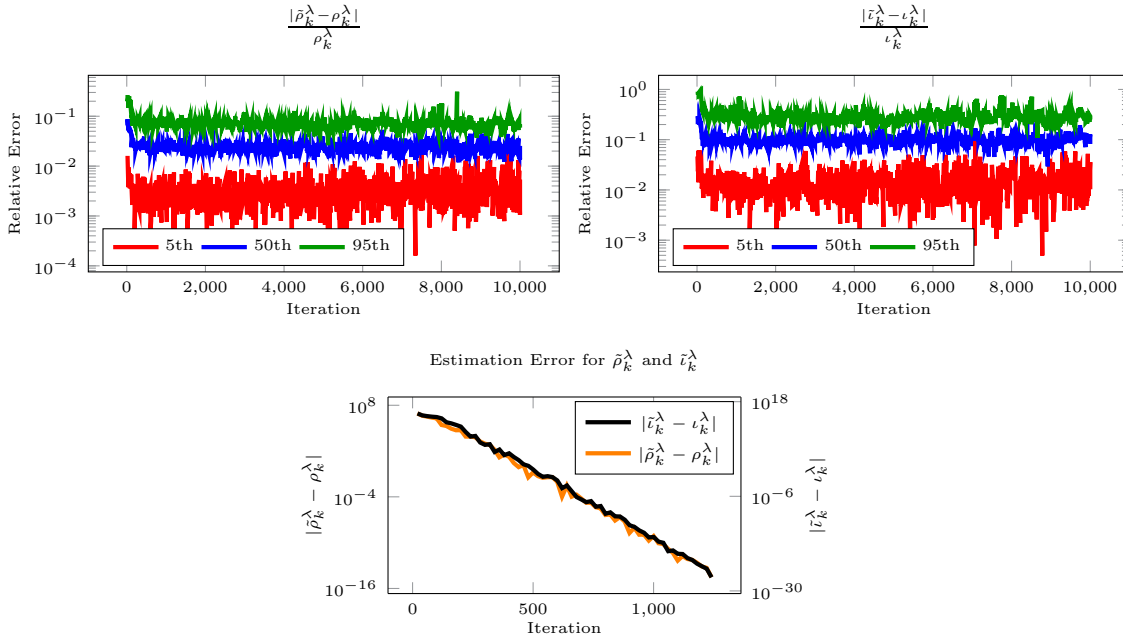 |ρ̃_k^λ−ρ_k^λ| / ρ_k^λ
10^−1
10^−2
10^−3
10^−4
Relative Error
5th 50th 95th
0 2,000 4,000 6,000 8,000 10,000
Iteration
|ι̃_k^λ−ι_k^λ| / ι_k^λ
10^0
10^−1
10^−2
10^−3
Relative Error
5th 50th 95th
0 2,000 4,000 6,000 8,000 10,000
Iteration
Estimation Error for ρ̃_k^λ and ι̃_k^λ
10^8
10^−4
10^−16
|ρ̃_k^λ − ρ_k^λ|
|ι̃_k^λ − ι_k^λ|
|ρ̃_k^λ − ρ_k^λ|
10^18
10^−6
10^−30
|ι̃_k^λ − ι_k^λ|
0 500 1,000
Iteration